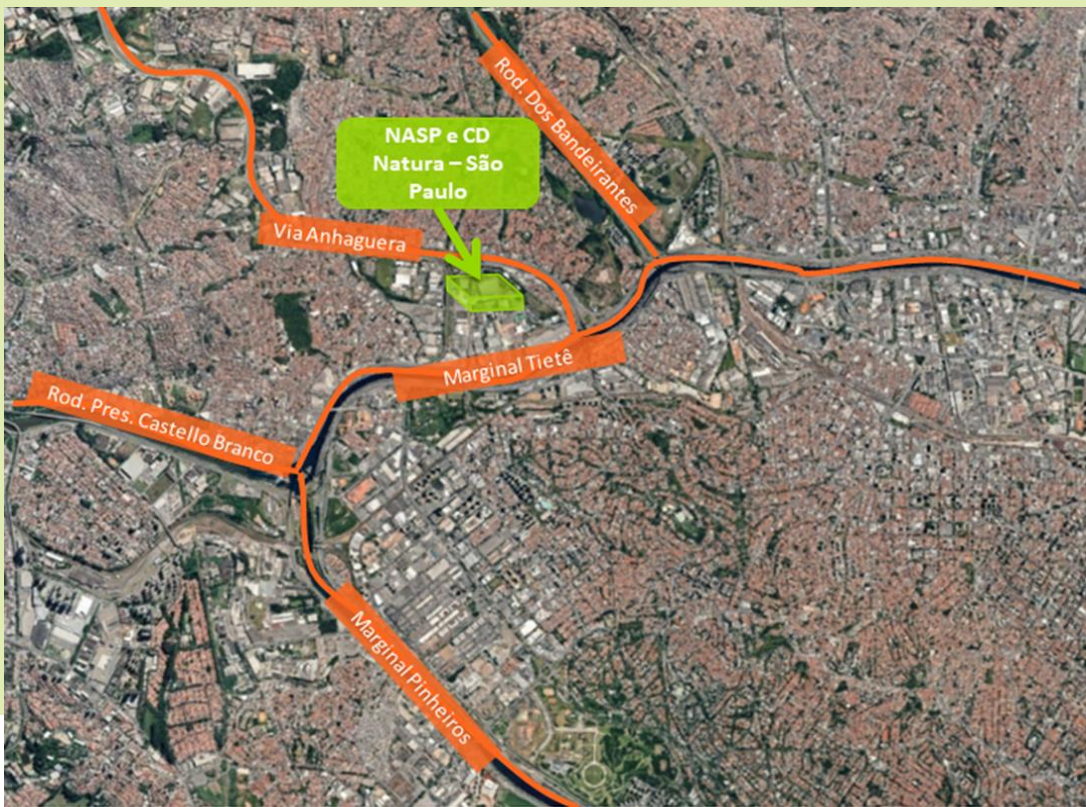 Rod. Dos Bandeirantes
NASP e CD
Natura – São
Paulo
Via Anhaguera
Marginal Tietê
Rod. Pres. Castello Branco
Marginal Pinheiros